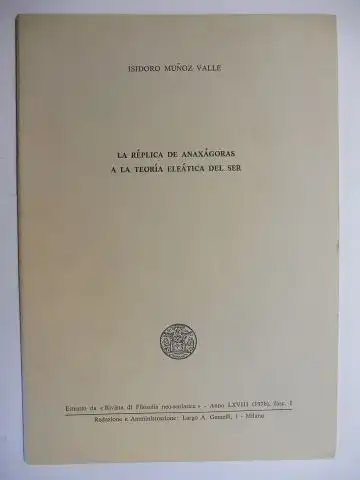 ISIDORO MUÑOZ VALLE
LA RÉPLICA DE ANAXÁGORAS
A LA TEORÍA ELEÁTICA DEL SER
Estratto da « Rivista di Filosofia neo-scolastica » - Anno LXVIII (1976), fasc. I
Redazione e Amministrazione: Largo A. Gemelli, 1 - Milano